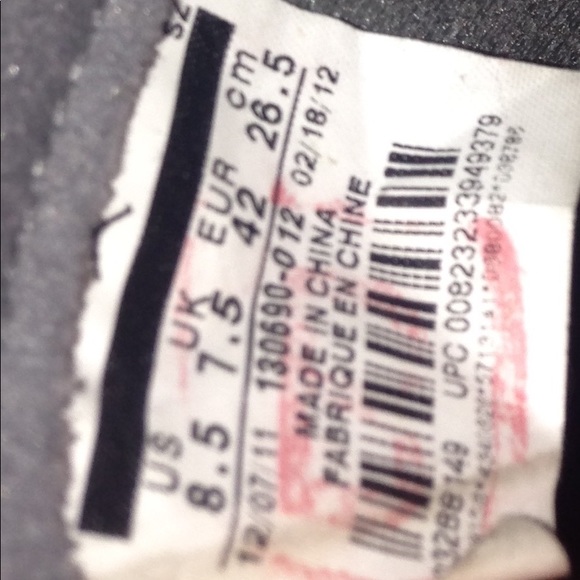 US UK EUR cm
8.5 7.5 42 26.5
12/07/11 130690-012 02/18/12
MADE IN CHINA
FABRIQUE EN CHINE
UPC 00823233949379